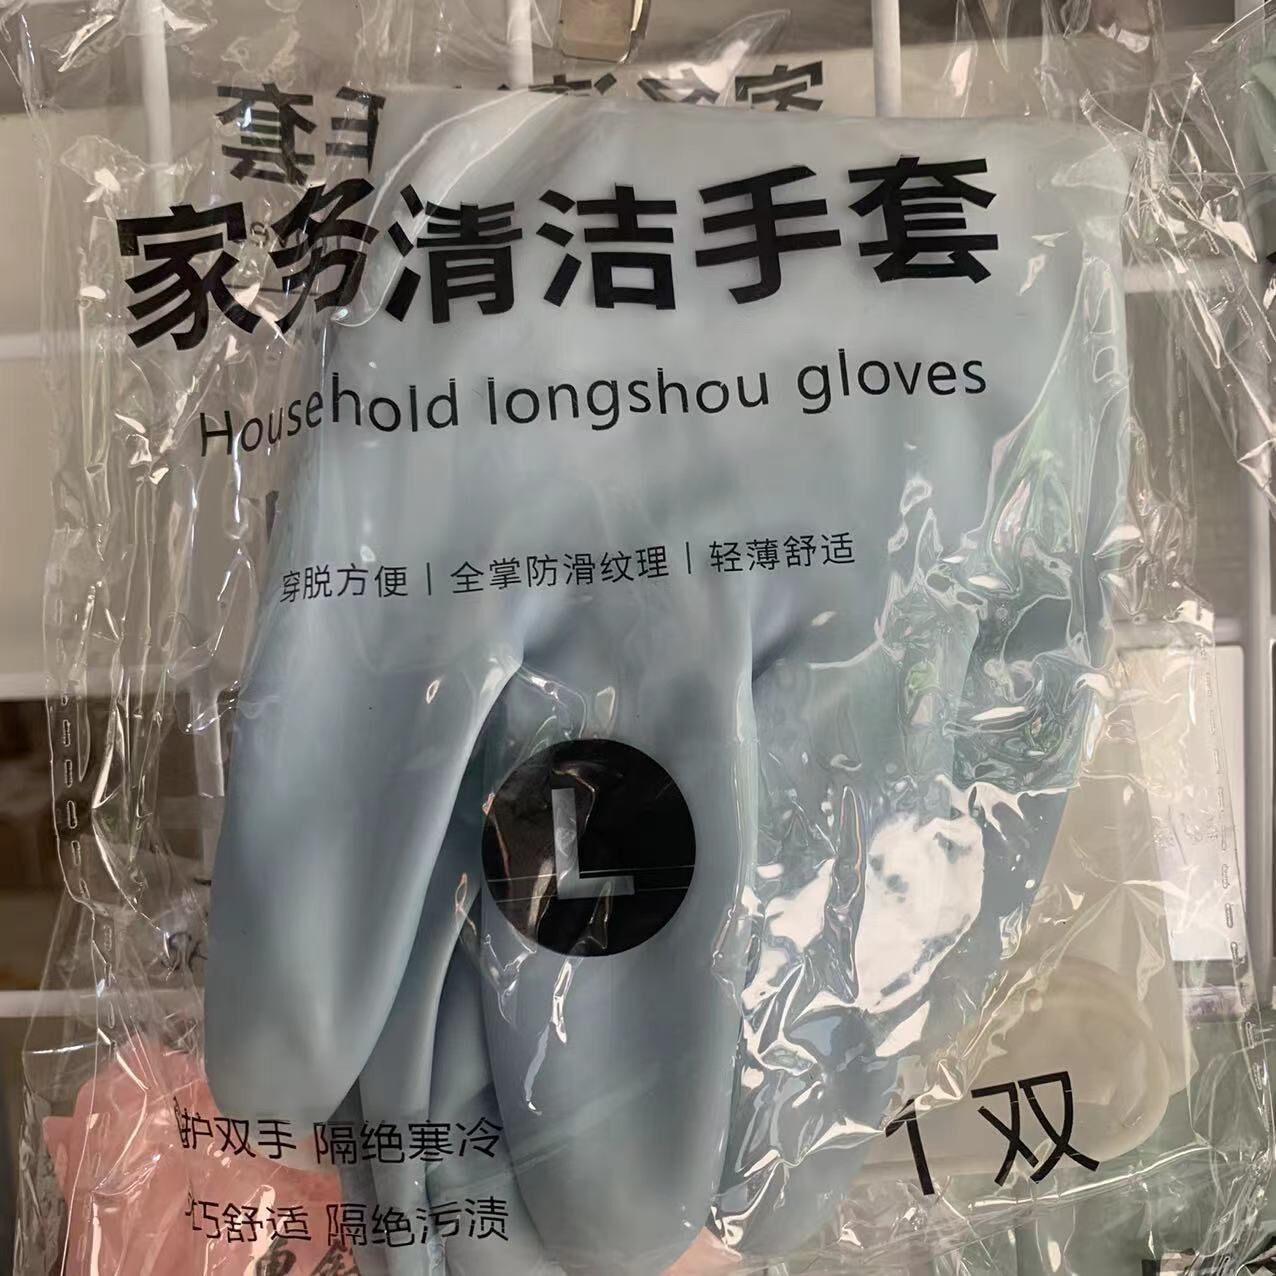 家务清洁手套
Household longshou gloves
穿脱方便 | 全掌防滑纹理 | 轻薄舒适
L
护双手 隔绝寒冷
巧舒适 隔绝污渍
1双